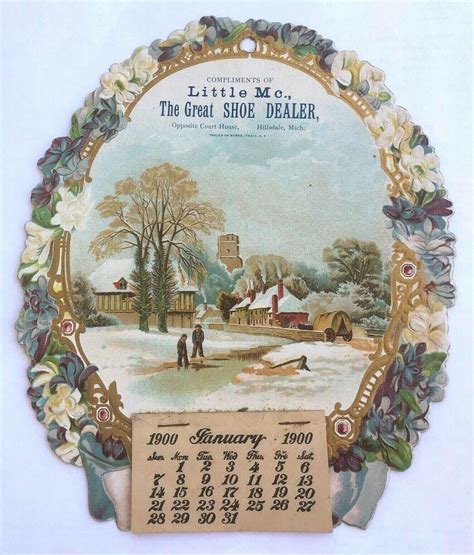 COMPLIMENTS OF
Little Mc.,
The Great SHOE DEALER,
Opposite Court House, Hillsdale, Mich.
1900 January 1900
Sun. Mon. Tue. Wed. Thu. Fri. Sat.
1 2 3 4 5 6
7 8 9 10 11 12 13
14 15 16 17 18 19 20
21 22 23 24 25 26 27
28 29 30 31